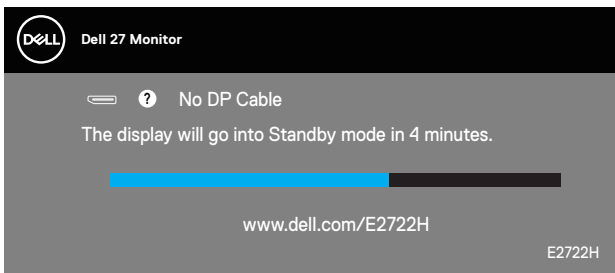 DELL
Dell 27 Monitor
? No DP Cable
The display will go into Standby mode in 4 minutes.
www.dell.com/E2722H
E2722H